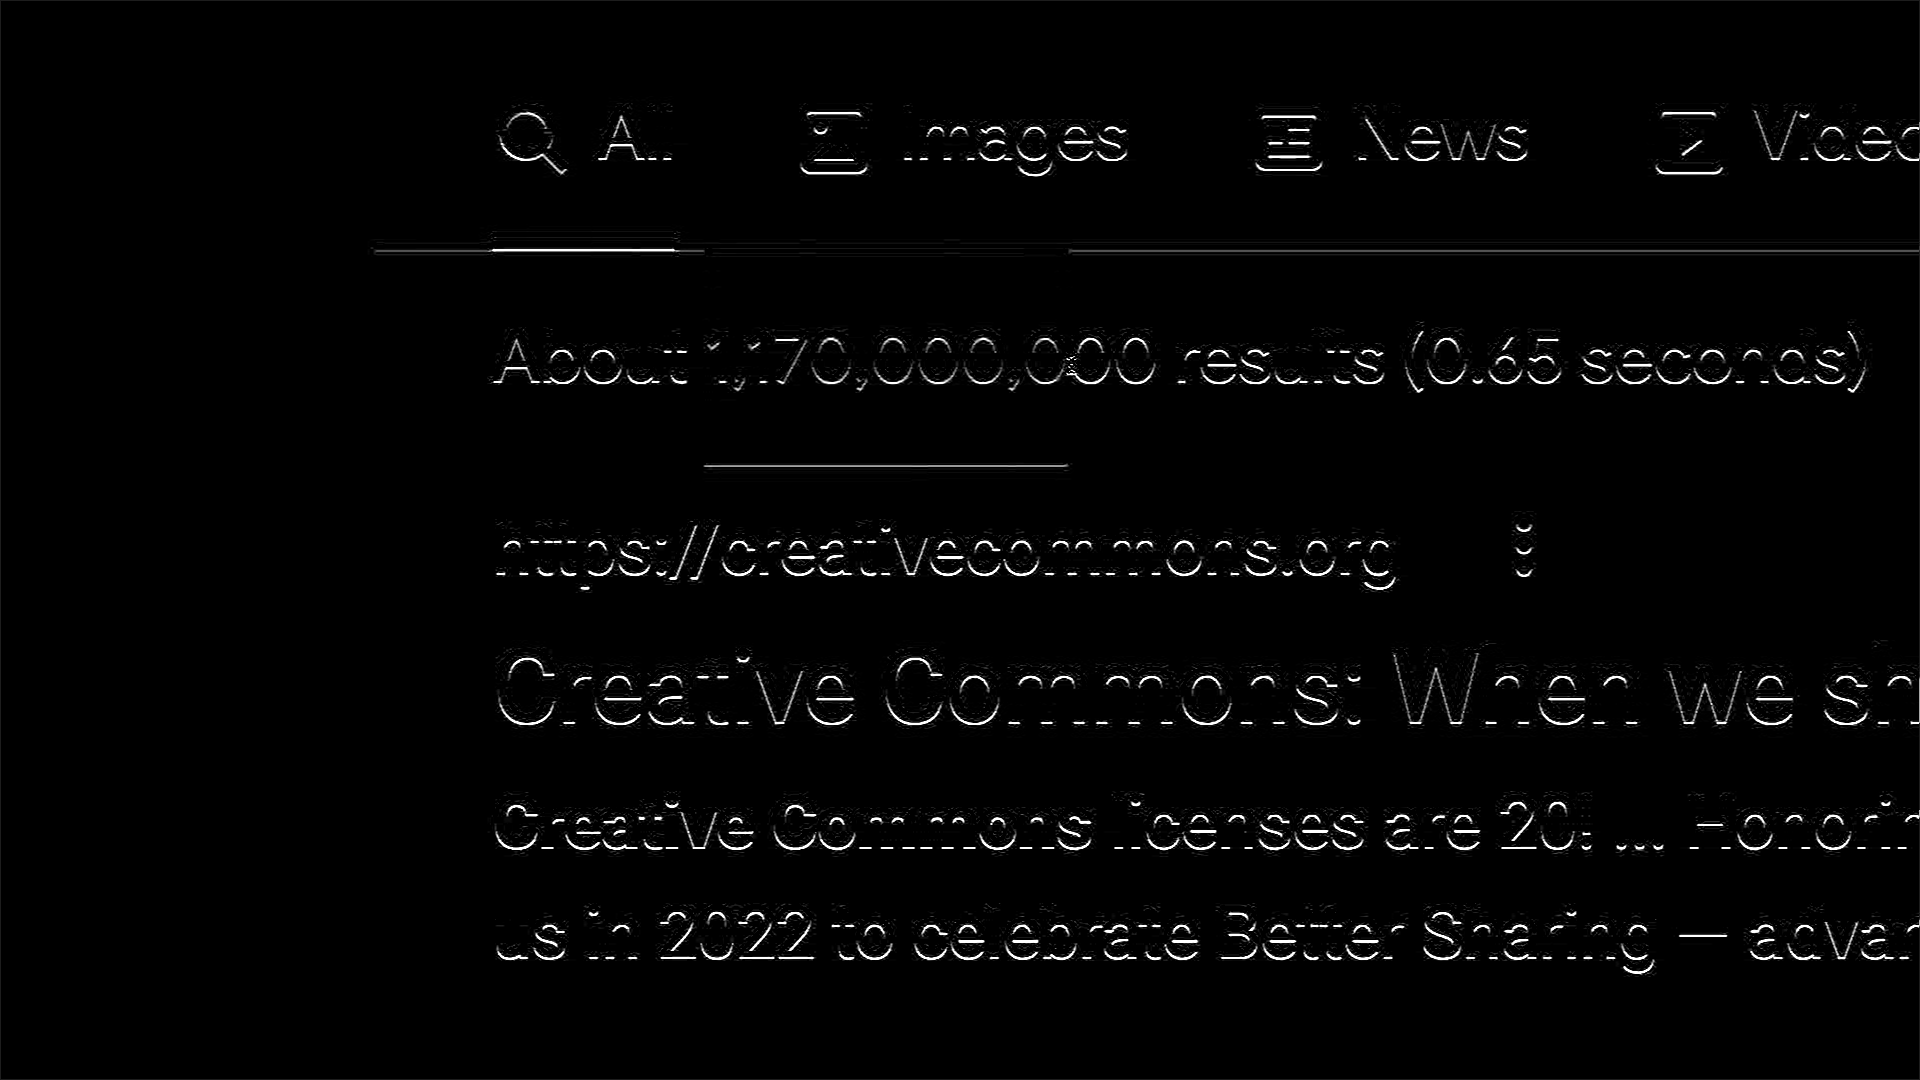 All Images News Video
About 1,170,000,000 results (0.65 seconds)
https://creativecommons.org
Creative Commons: When we sh
Creative Commons licenses are 20! ... Honorin
us in 2022 to celebrate Better Sharing — advan